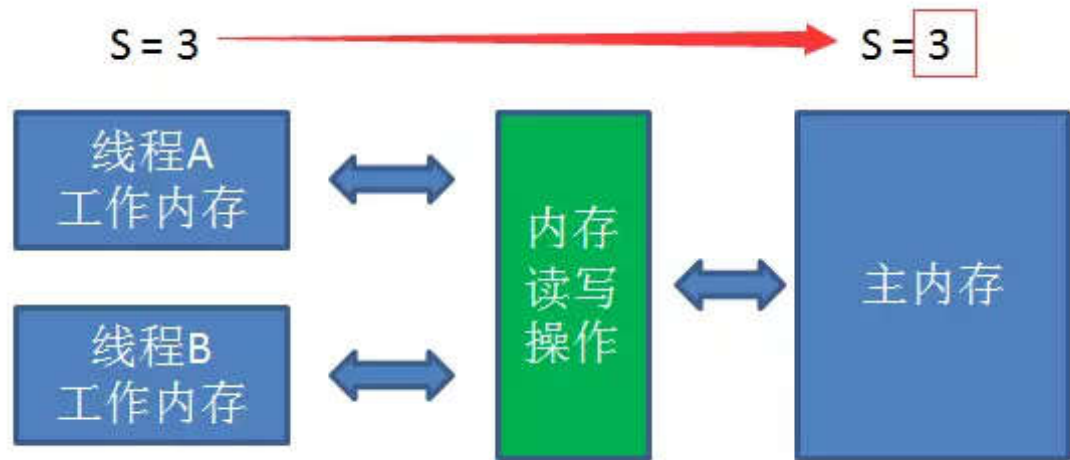 S = 3
S = 3
线程A
工作内存
内存
读写
操作
主内存
线程B
工作内存